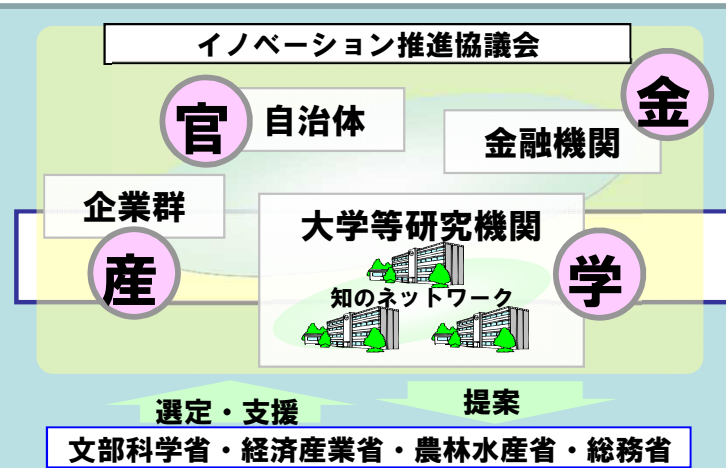 イノベーション推進協議会
官
自治体
金
金融機関
企業群
産
大学等研究機関
知のネットワーク
学
選定・支援
提案
文部科学省・経済産業省・農林水産省・総務省